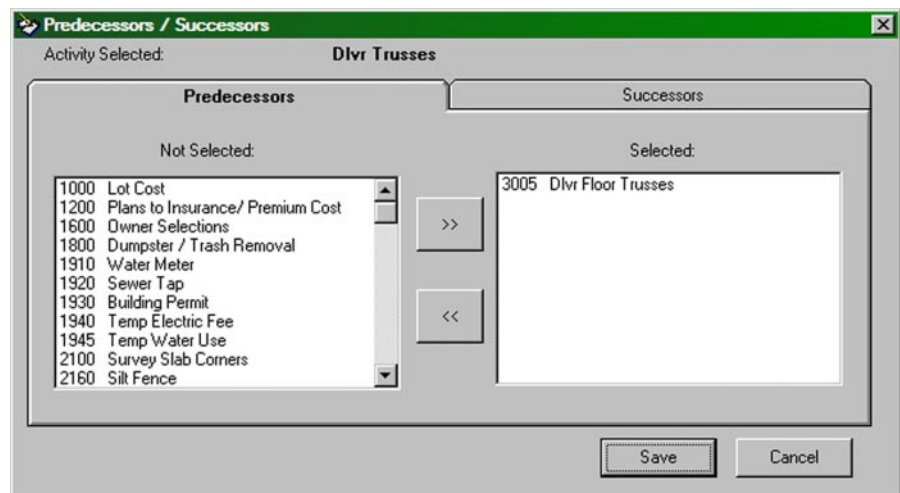 Predecessors / Successors
Activity Selected: Dlvr Trusses
Predecessors Successors
Not Selected: Selected:
1000 Lot Cost
1200 Plans to Insurance/ Premium Cost
1600 Owner Selections
1800 Dumpster / Trash Removal
1910 Water Meter
1920 Sewer Tap
1930 Building Permit
1940 Temp Electric Fee
1945 Temp Water Use
2100 Survey Slab Corners
2160 Silt Fence
>>
<<
3005 Dlvr Floor Trusses
Save Cancel